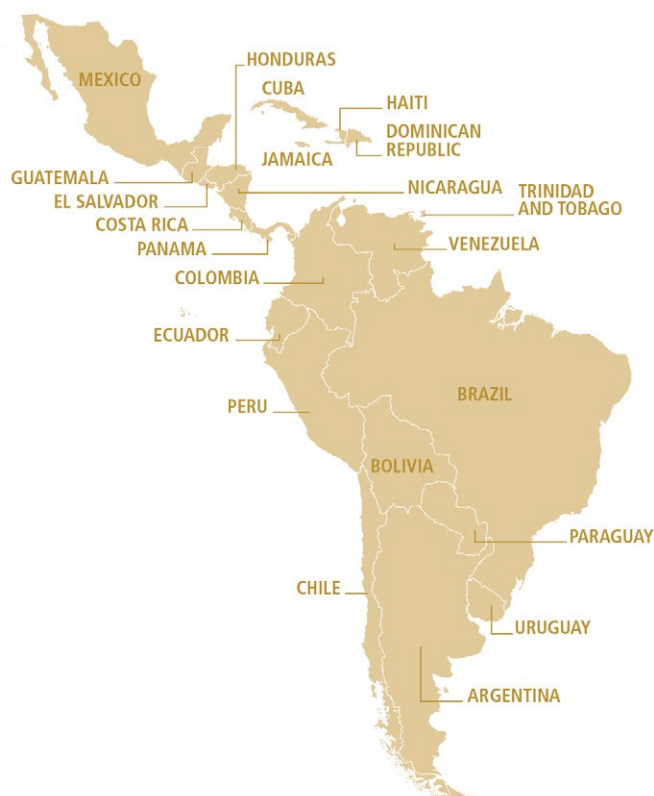 HONDURAS
MEXICO
CUBA
HAITI
DOMINICAN
REPUBLIC
JAMAICA
GUATEMALA
NICARAGUA
EL SALVADOR
TRINIDAD
AND TOBAGO
COSTA RICA
PANAMA
VENEZUELA
COLOMBIA
ECUADOR
BRAZIL
PERU
BOLIVIA
PARAGUAY
CHILE
URUGUAY
ARGENTINA